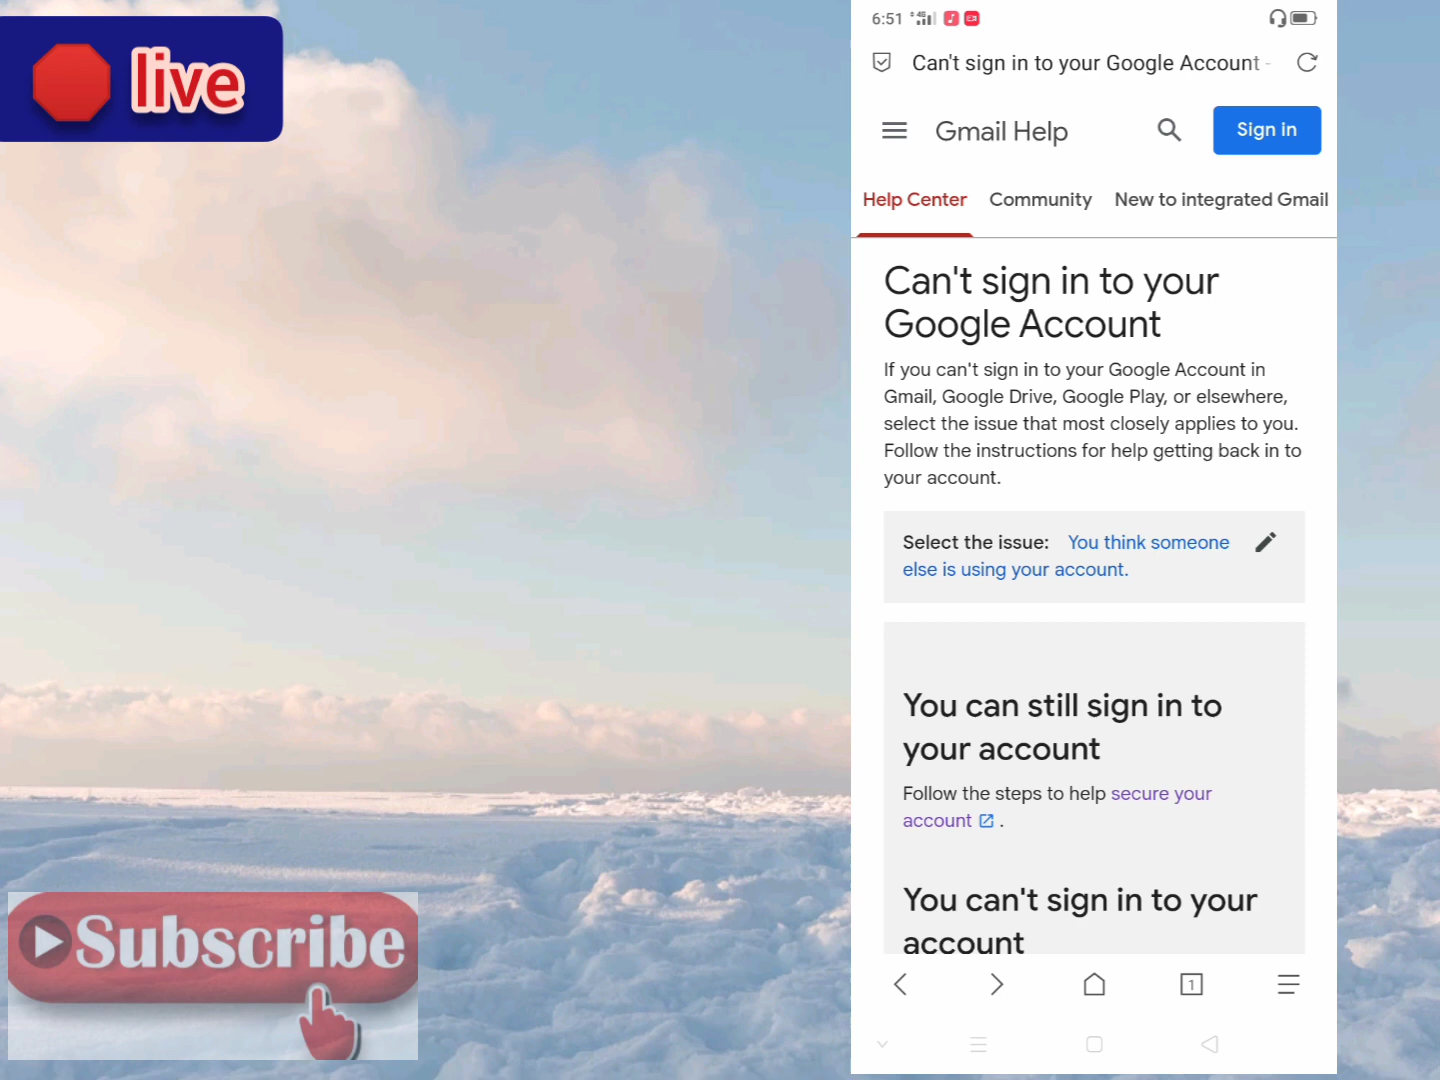 live
Subscribe
6:51 4G
Can't sign in to your Google Account -
Gmail Help
Sign in
Help Center Community New to integrated Gmail
Can't sign in to your
Google Account
If you can't sign in to your Google Account in
Gmail, Google Drive, Google Play, or elsewhere,
select the issue that most closely applies to you.
Follow the instructions for help getting back in to
your account.
Select the issue: You think someone
else is using your account.
You can still sign in to
your account
Follow the steps to help secure your
account .
You can't sign in to your
account
1